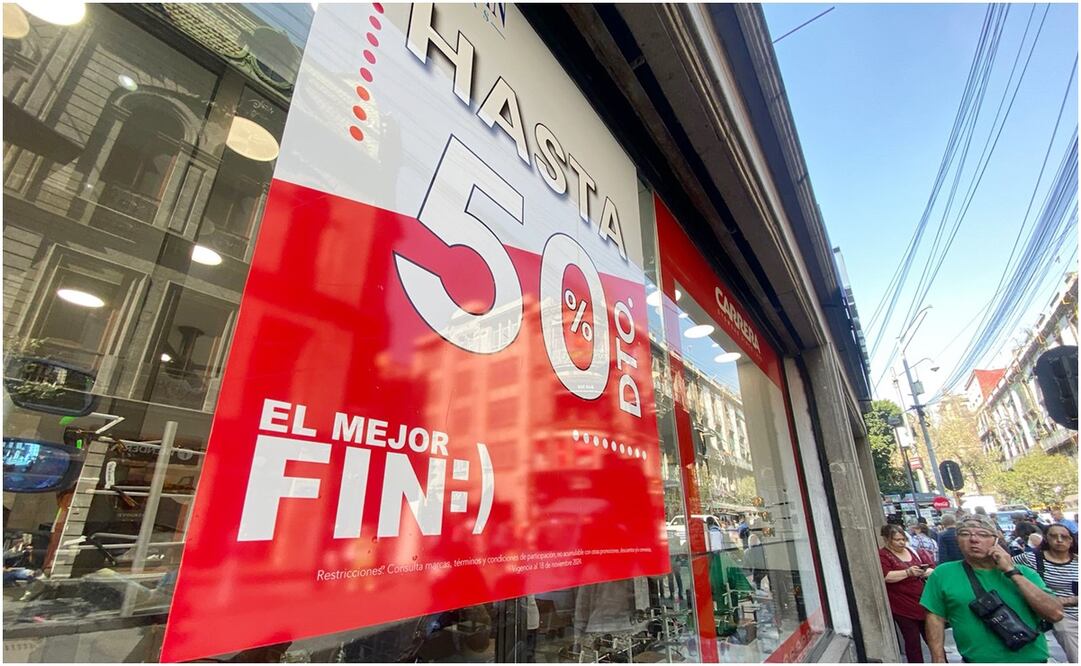 HASTA
50%
DTO.
EL MEJOR
FIN:)
Restricciones: Consulta marcas, términos y condiciones de participación, no acumulable con otras promociones, descuentos y/o convenio.
Vigencia al 18 de noviembre 2024.
CARRERA